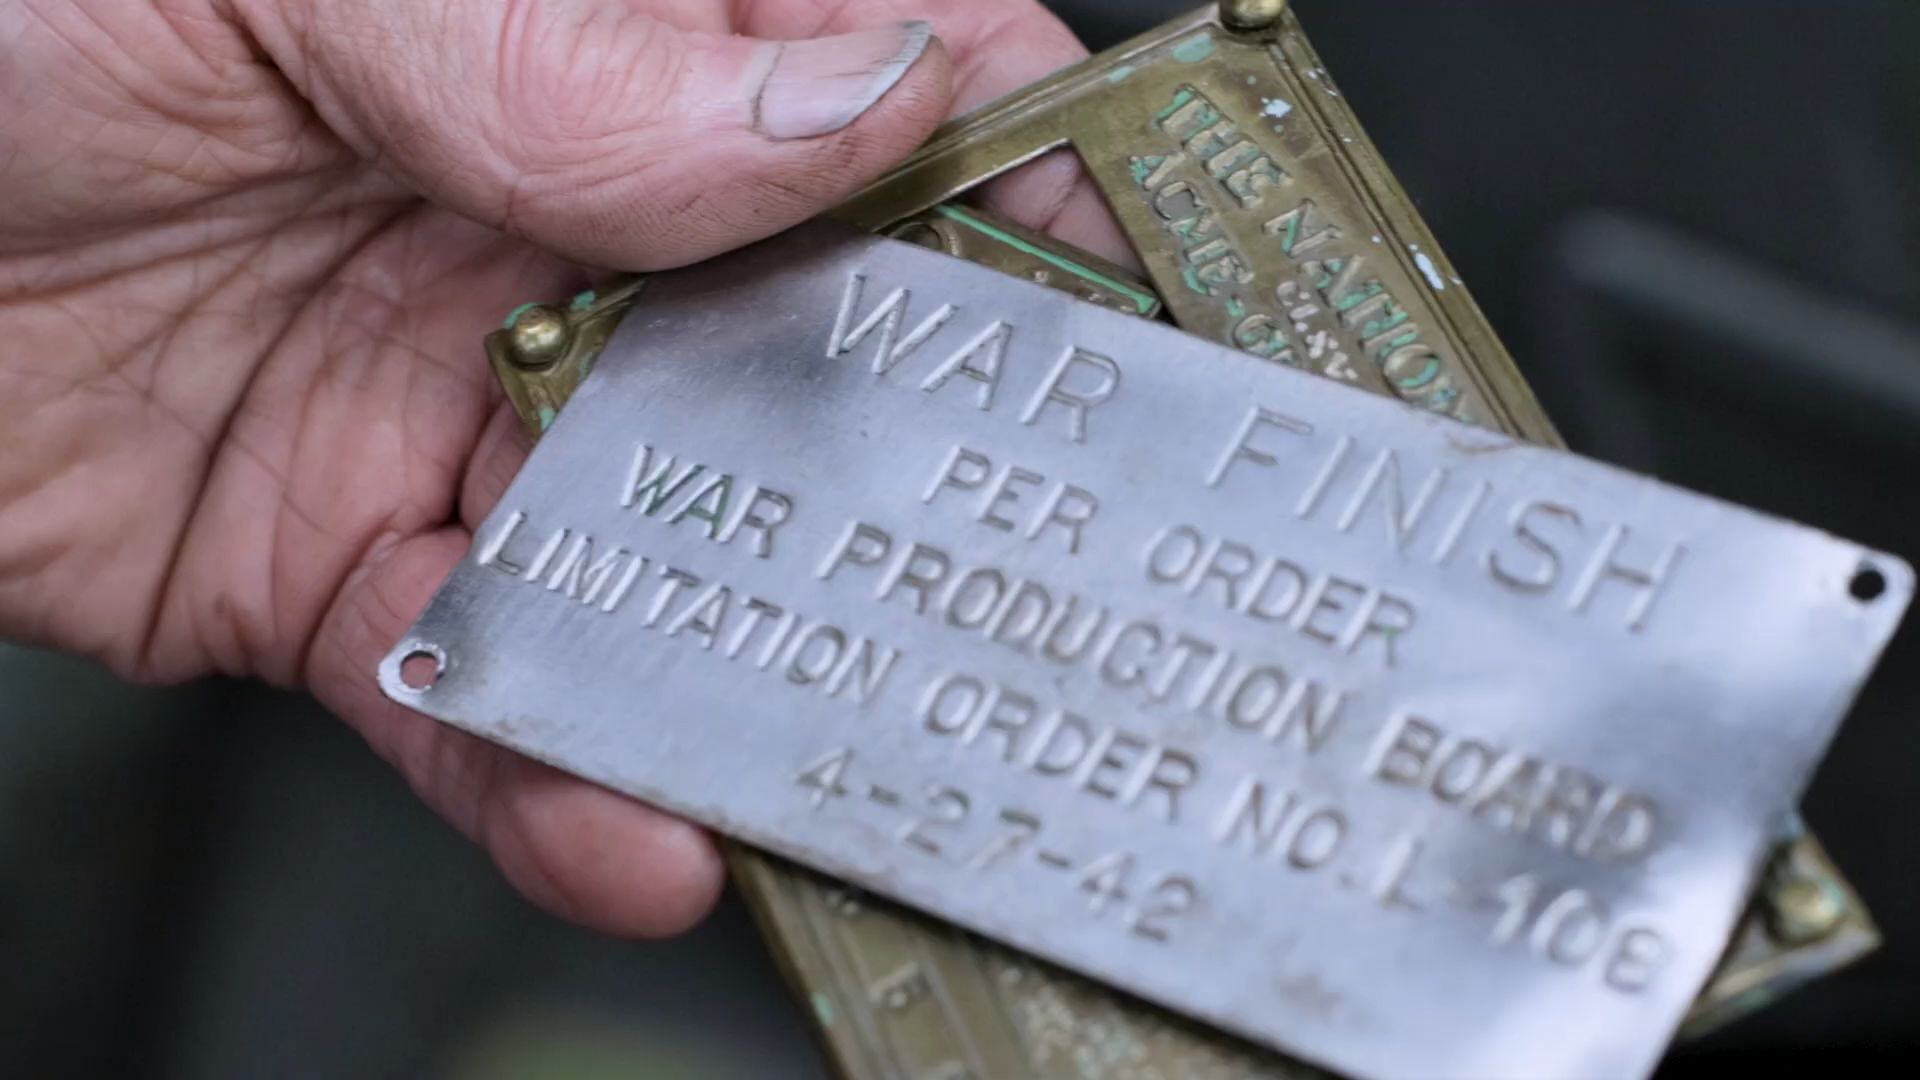 THE NATION
ACME-G
WAR FINISH
PER ORDER
WAR PRODUCTION BOARD
LIMITATION ORDER NO. L-108
4-27-42